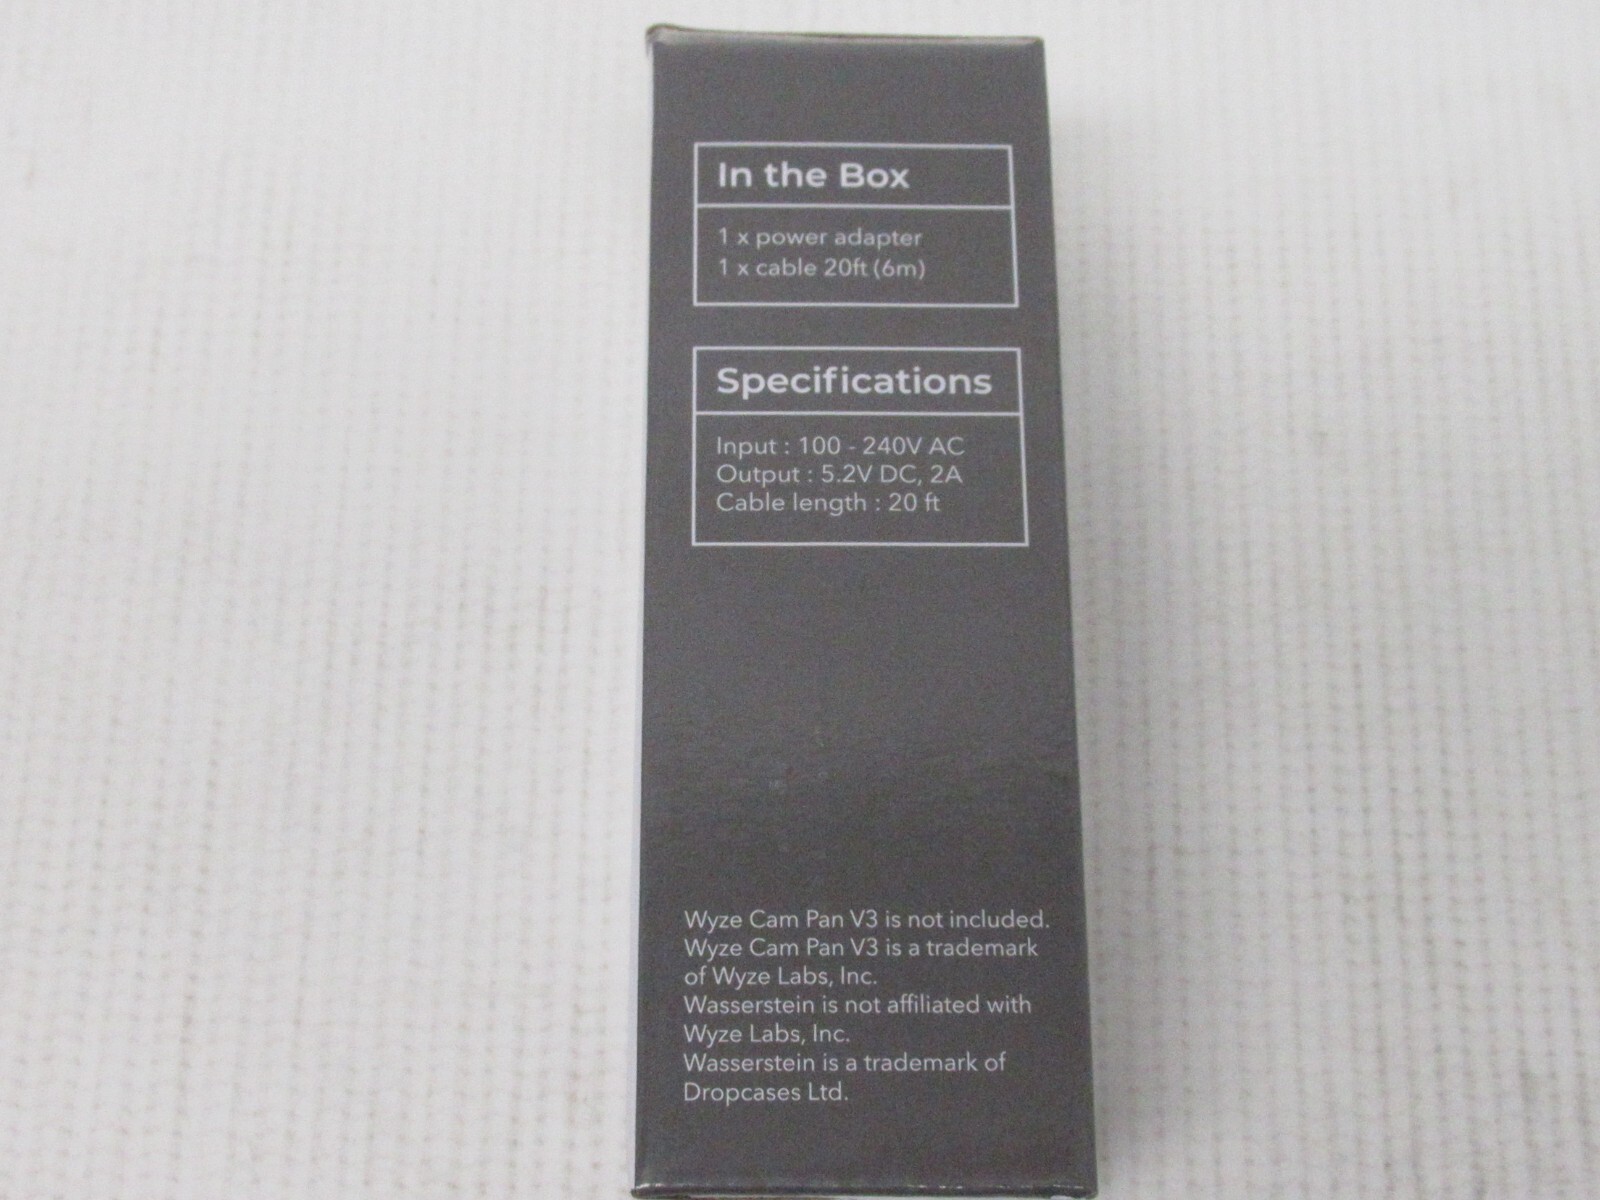 In the Box
1 x power adapter
1 x cable 20ft (6m)
Specifications
Input : 100 - 240V AC
Output : 5.2V DC, 2A
Cable length : 20 ft
Wyze Cam Pan V3 is not included.
Wyze Cam Pan V3 is a trademark
of Wyze Labs, Inc.
Wasserstein is not affiliated with
Wyze Labs, Inc.
Wasserstein is a trademark of
Dropcases Ltd.